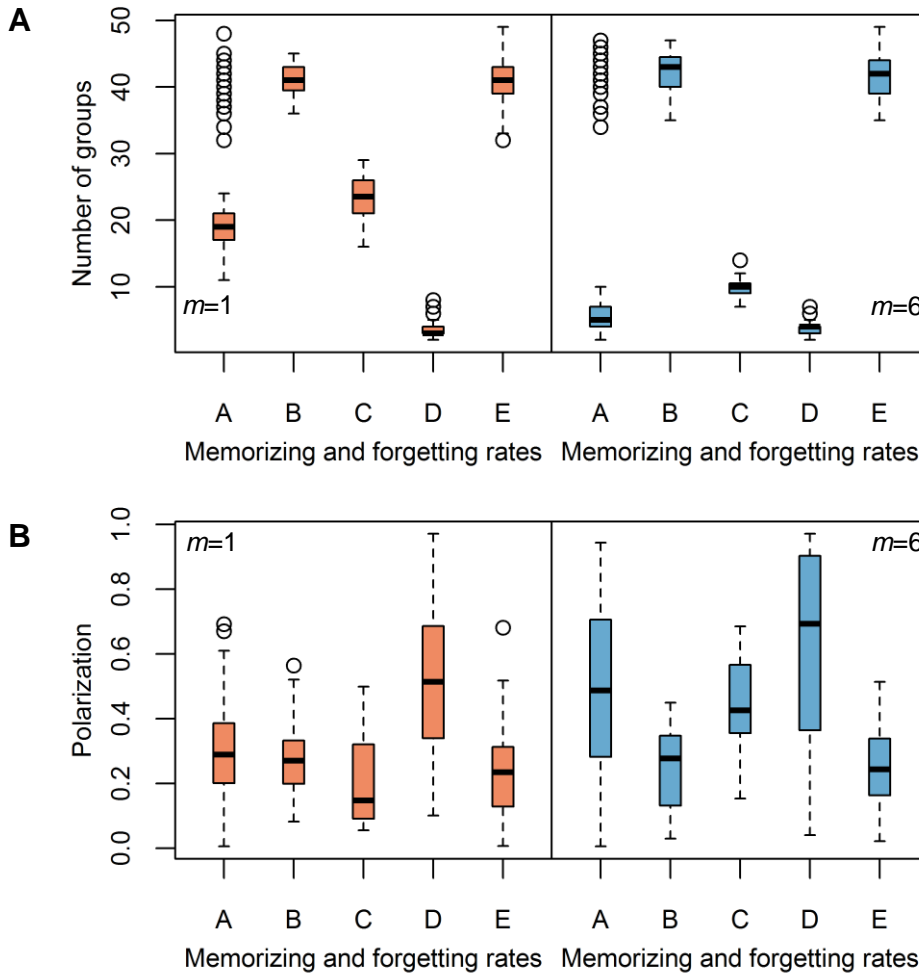 A
Number of groups
50
40
30
20
10
m=1
m=6
A B C D E A B C D E
Memorizing and forgetting rates Memorizing and forgetting rates
B
Polarization
1.0
0.8
0.6
0.4
0.2
0.0
m=1
m=6
A B C D E A B C D E
Memorizing and forgetting rates Memorizing and forgetting rates